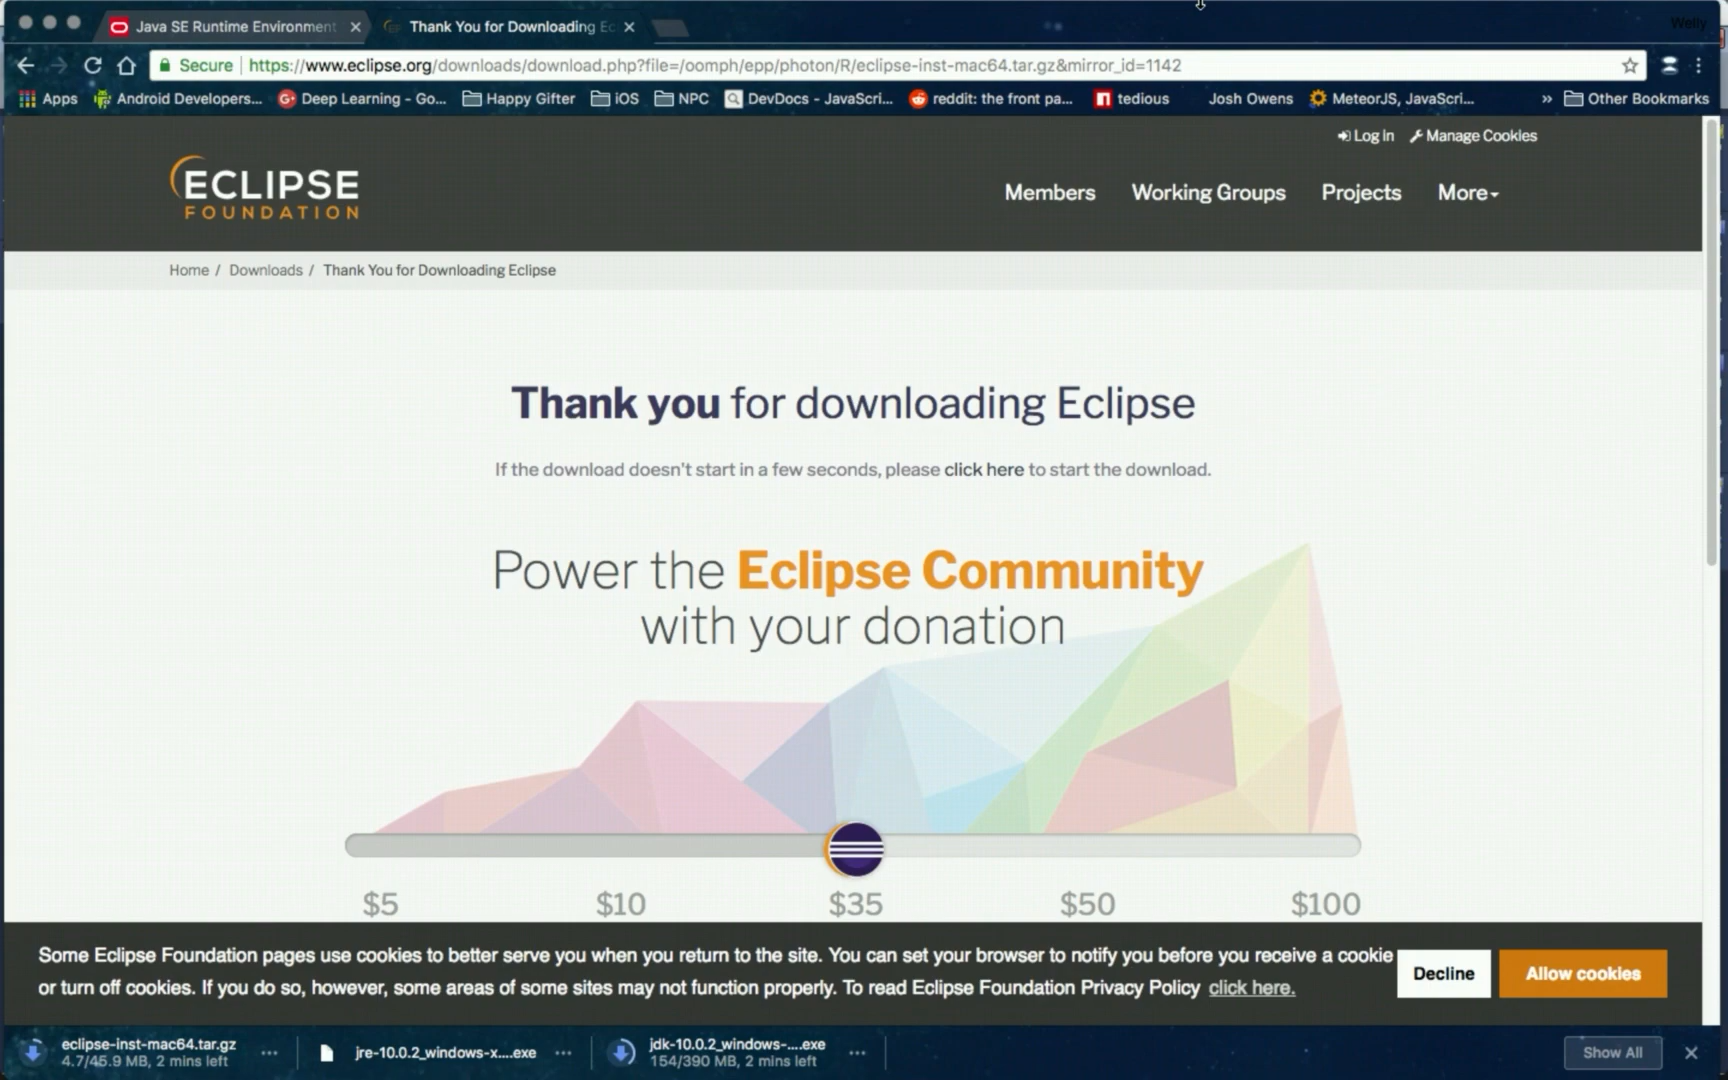 Java SE Runtime Environment
Thank You for Downloading Ec
Welly
Secure
https://www.eclipse.org/downloads/download.php?file=/oomph/epp/photon/R/eclipse-inst-mac64.tar.gz&mirror_id=1142
Apps
Android Developers...
Deep Learning - Go...
Happy Gifter
iOS
NPC
DevDocs - JavaScri...
reddit: the front pa...
tedious
Josh Owens
MeteorJS, JavaScri...
»
Other Bookmarks
Log in
Manage Cookies
ECLIPSE
FOUNDATION
Members
Working Groups
Projects
More
Home / Downloads / Thank You for Downloading Eclipse
Thank you for downloading Eclipse
If the download doesn't start in a few seconds, please click here to start the download.
Power the Eclipse Community
with your donation
$5
$10
$35
$50
$100
Some Eclipse Foundation pages use cookies to better serve you when you return to the site. You can set your browser to notify you before you receive a cookie
or turn off cookies. If you do so, however, some areas of some sites may not function properly. To read Eclipse Foundation Privacy Policy click here.
Decline
Allow cookies
eclipse-inst-mac64.tar.gz
4.7/45.9 MB, 2 mins left
jre-10.0.2_windows-x....exe
jdk-10.0.2_windows-....exe
154/390 MB, 2 mins left
Show All